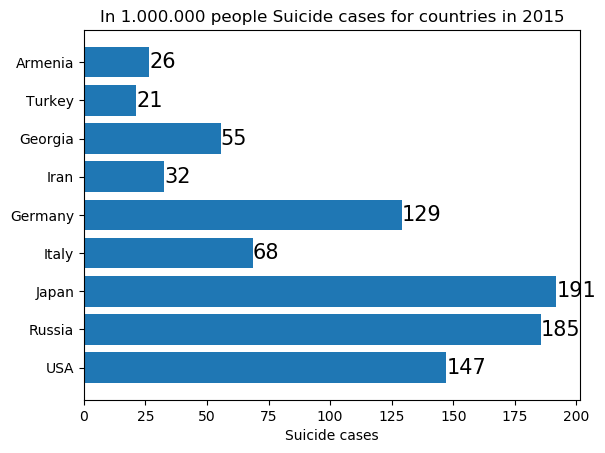 In 1.000.000 people Suicide cases for countries in 2015
Armenia 26
Turkey 21
Georgia 55
Iran 32
Germany 129
Italy 68
Japan 191
Russia 185
USA 147
0 25 50 75 100 125 150 175 200
Suicide cases